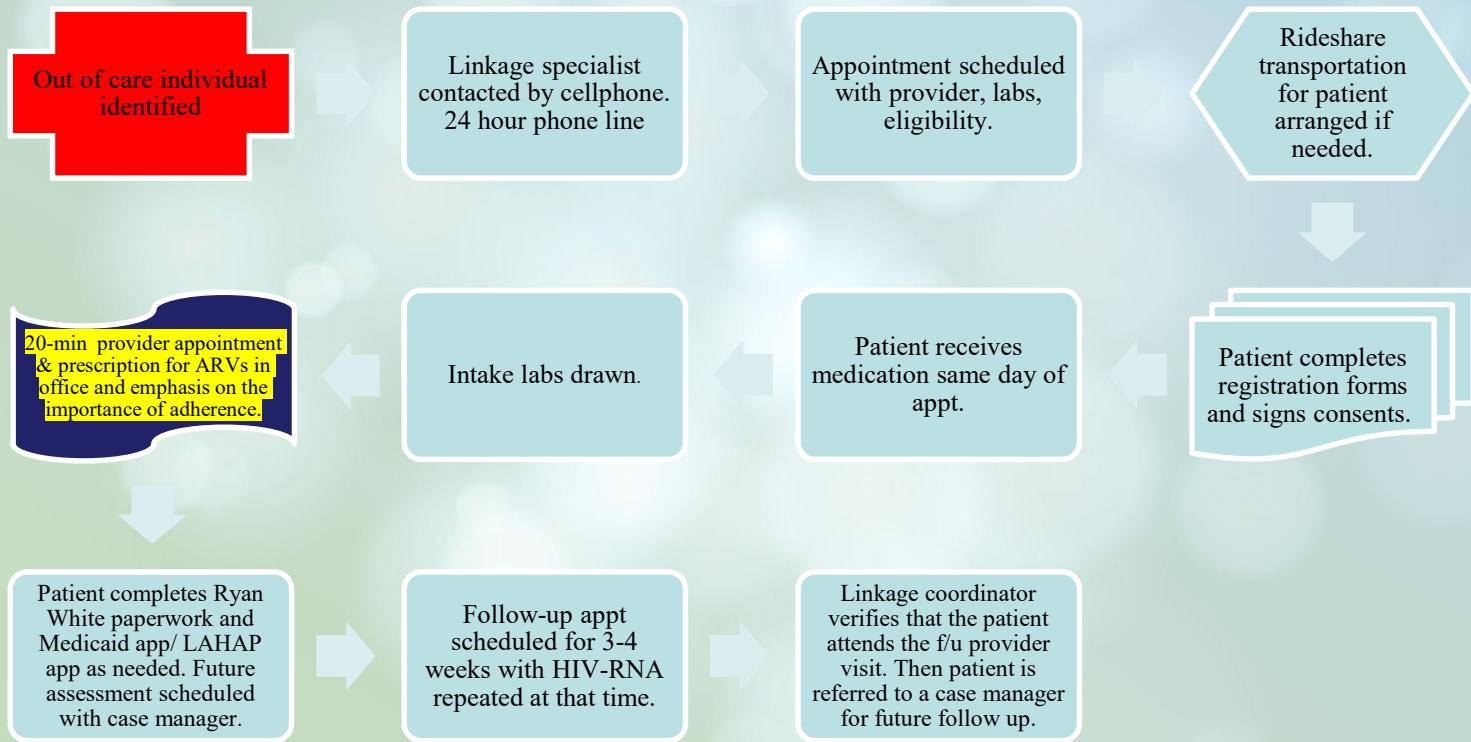 Out of care individual
identified
Linkage specialist
contacted by cellphone.
24 hour phone line
Appointment scheduled
with provider, labs,
eligibility.
Rideshare
transportation
for patient
arranged if
needed.
Patient completes
registration forms
and signs consents.
Patient receives
medication same day of
appt.
Intake labs drawn.
20-min provider appointment
& prescription for ARVs in
office and emphasis on the
importance of adherence.
Patient completes Ryan
White paperwork and
Medicaid app/ LAHAP
app as needed. Future
assessment scheduled
with case manager.
Follow-up appt
scheduled for 3-4
weeks with HIV-RNA
repeated at that time.
Linkage coordinator
verifies that the patient
attends the f/u provider
visit. Then patient is
referred to a case manager
for future follow up.